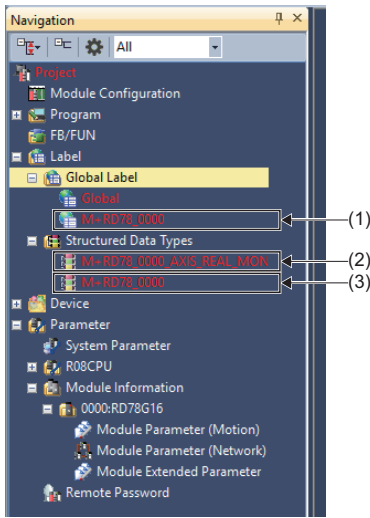 Navigation
All
Project
Module Configuration
Program
FB/FUN
Label
Global Label
Global
M+RD78_0000
(1)
Structured Data Types
M+RD78_0000_AXIS_REAL_MON
(2)
M+RD78_0000
(3)
Device
Parameter
System Parameter
R08CPU
Module Information
0000:RD78G16
Module Parameter (Motion)
Module Parameter (Network)
Module Extended Parameter
Remote Password